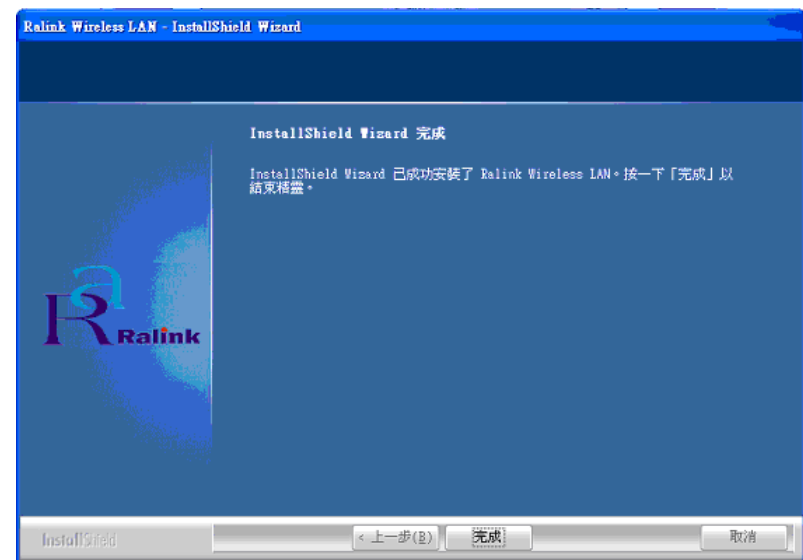 Ralink Wireless LAN - InstallShield Wizard
InstallShield Wizard 完成
InstallShield Wizard 已成功安裝了 Ralink Wireless LAN。按一下「完成」以
結束精靈。
Ralink
InstallShield
< 上一步(B)
完成
取消